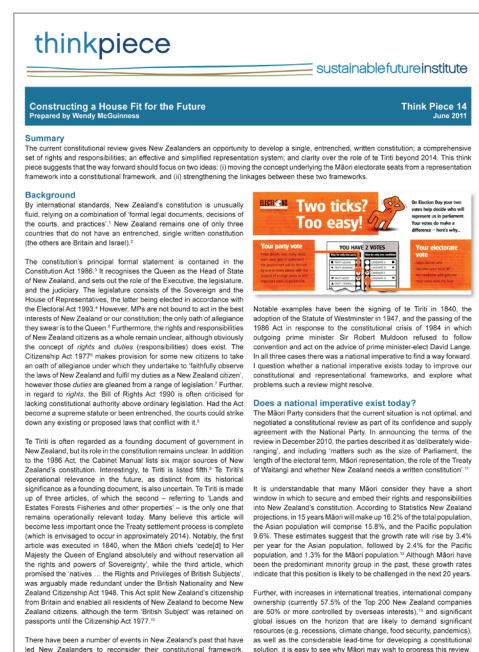 thinkpiece
sustainablefutureinstitute
Constructing a House Fit for the Future
Prepared by Wendy McGuinness
Think Piece 14
June 2011
Summary
The current constitutional review gives New Zealanders an opportunity to develop a single, entrenched, written constitution; a comprehensive
set of rights and responsibilities; an effective and simplified representation system; and clarity over the role of te Tiriti beyond 2014. This think
piece suggests that the way forward should focus on two ideas: (i) moving the concept underlying the Māori electorate seats from a representation
framework into a constitutional framework, and (ii) strengthening the linkages between these two frameworks.
Background
By international standards, New Zealand's constitution is unusually
fluid, relying on a combination of 'formal legal documents, decisions of
the courts, and practices'.1 New Zealand remains one of only three
countries that do not have an entrenched, single written constitution
(the others are Britain and Israel).2
The constitution's principal formal statement is contained in the
Constitution Act 1986.3 It recognises the Queen as the Head of State
of New Zealand, and sets out the role of the Executive, the legislature,
and the judiciary. The legislature consists of the Sovereign and the
House of Representatives, the latter being elected in accordance with
the Electoral Act 1993.4 However, MPs are not bound to act in the best
interests of New Zealand or our constitution; the only oath of allegiance
they swear is to the Queen.5 Furthermore, the rights and responsibilities
of New Zealand citizens as a whole remain unclear, although obviously
the concept of rights and duties (responsibilities) does exist. The
Citizenship Act 19776 makes provision for some new citizens to take
an oath of allegiance under which they undertake to 'faithfully observe
the laws of New Zealand and fulfil my duties as a New Zealand citizen',
however those duties are gleaned from a range of legislation.7 Further,
in regard to rights, the Bill of Rights Act 1990 is often criticised for
lacking constitutional authority above ordinary legislation. Had the Act
become a supreme statute or been entrenched, the courts could strike
down any existing or proposed laws that conflict with it.8
Te Tiriti is often regarded as a founding document of government in
New Zealand, but its role in the constitution remains unclear. In addition
to the 1986 Act, the Cabinet Manual lists six major sources of New
Zealand's constitution. Interestingly, te Tiriti is listed fifth.9 Te Tiriti's
operational relevance in the future, as distinct from its historical
significance as a founding document, is also uncertain. Te Tiriti is made
up of three articles, of which the second – referring to 'Lands and
Estates Forests Fisheries and other properties' – is the only one that
remains operationally relevant today. Many believe this article will
become less important once the Treaty settlement process is complete
(which is envisaged to occur in approximately 2014). Notably, the first
article was executed in 1840, when the Māori chiefs 'cede[d] to Her
Majesty the Queen of England absolutely and without reservation all
the rights and powers of Sovereignty', while the third article, which
promised the 'natives ... the Rights and Privileges of British Subjects',
was arguably made redundant under the British Nationality and New
Zealand Citizenship 1948. This Act split New Zealand's citizenship
from Britain and enabled all residents of New Zealand to become New
Zealand citizens, although the term 'British Subject' was retained on
passports until the Citizenship Act 1977.10
There have been a number of events in New Zealand's past that have
led New Zealanders to reconsider their constitutional framework.
ELECTIONS
Two ticks?
Too easy!
On Election Day your two
votes help decide who will
represent us in parliament
Your votes do make a
difference – here's why...
Your party vote
YOU HAVE 2 VOTES
Your electorate
vote
Notable examples have been the signing of te Tiriti in 1840, the
adoption of the Statute of Westminster in 1947, and the passing of the
1986 Act in response to the constitutional crisis of 1984 in which
outgoing prime minister Sir Robert Muldoon refused to follow
convention and act on the advice of prime minister-elect David Lange.
In all three cases there was a national imperative to find a way forward.
I question whether a national imperative exists today to improve our
constitutional and representational frameworks, and explore what
problems such a review might resolve.
Does a national imperative exist today?
The Māori Party considers that the current situation is not optimal, and
negotiated a constitutional review as part of its confidence and supply
agreement with the National Party. In announcing the terms of the
review in December 2010, the parties described it as 'deliberately wide-
ranging', and including 'matters such as the size of Parliament, the
length of the electoral term, Māori representation, the role of the Treaty
of Waitangi and whether New Zealand needs a written constitution'.11
It is understandable that many Māori consider they have a short
window in which to secure and embed their rights and responsibilities
into New Zealand's constitution. According to Statistics New Zealand
projections, in 15 years Māori will make up 16.2% of the total population,
the Asian population will comprise 15.8%, and the Pacific population
9.6%. These estimates suggest that the growth rate will rise by 3.4%
per year for the Asian population, followed by 2.4% for the Pacific
population, and 1.3% for the Māori population.12 Although Māori have
been the predominant minority group in the past, these growth rates
indicate that this position is likely to be challenged in the next 20 years.
Further, with increases in international treaties, international company
ownership (currently 57.5% of the Top 200 New Zealand companies
are 50% or more controlled by overseas interests),13 and significant
global issues on the horizon that are likely to demand significant
resources (e.g. recessions, climate change, food security, pandemics),
as well as the considerable lead-time for developing a constitutional
solution, it is easy to see why Māori may wish to progress this review.